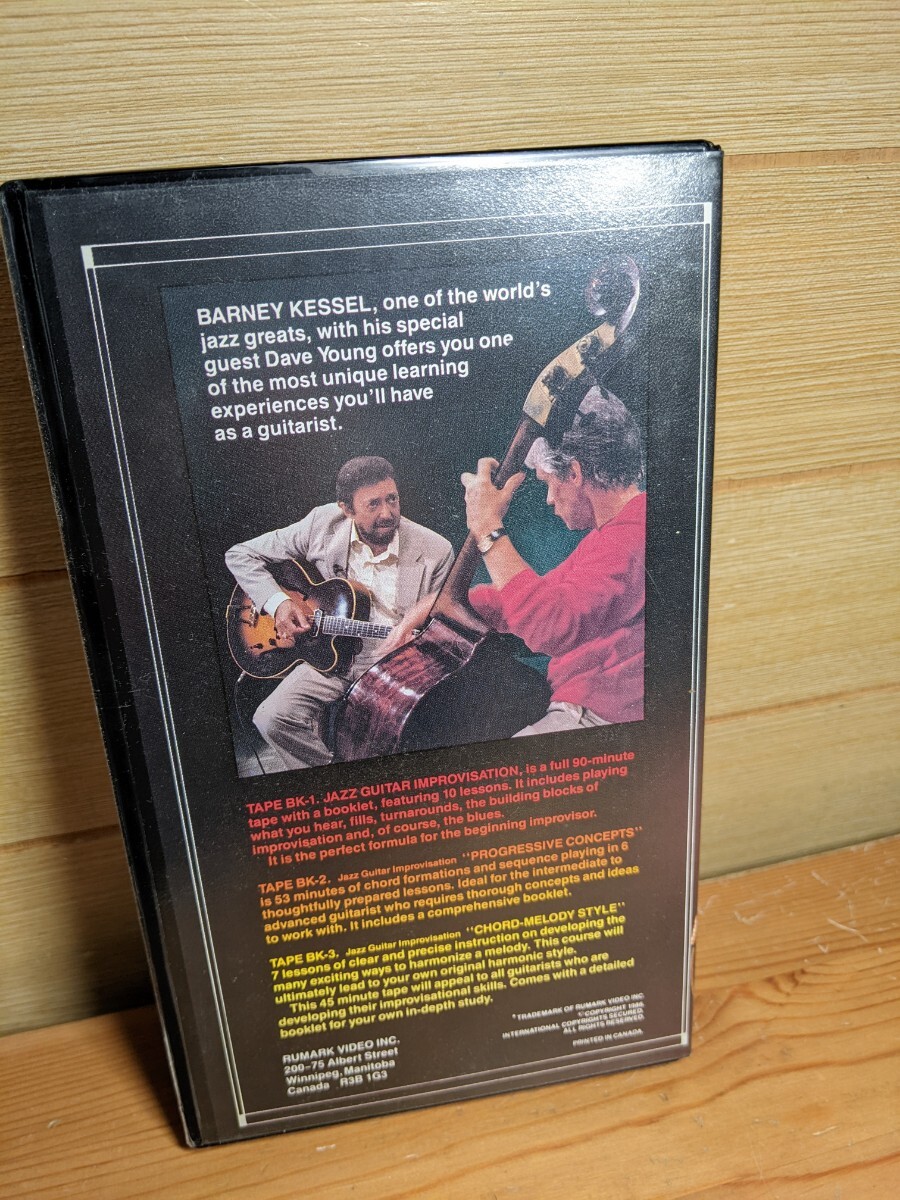 BARNEY KESSEL, one of the world's
jazz greats, with his special
guest Dave Young offers you one
of the most unique learning
experiences you'll have
as a guitarist.
TAPE BK-1. JAZZ GUITAR IMPROVISATION, is a full 90-minute
tape with a booklet, featuring 10 lessons. It includes playing
what you hear, fills, turnarounds, the building blocks of
improvisation and, of course, the blues.
It is the perfect formula for the beginning improvisor.
TAPE BK-2. Jazz Guitar Improvisation "PROGRESSIVE CONCEPTS"
is 53 minutes of chord formations and sequence playing in 6
thoughtfully prepared lessons. Ideal for the intermediate to
advanced guitarist who requires thorough concepts and ideas
to work with. It includes a comprehensive booklet.
TAPE BK-3. Jazz Guitar Improvisation "CHORD-MELODY STYLE"
7 lessons of clear and precise instruction on developing the
many exciting ways to harmonize a melody. This course will
ultimately lead to your own original harmonic style.
This 45 minute tape will appeal to all guitarists who are
developing their improvisational skills. Comes with a detailed
booklet for your own in-depth study.
RUMARK VIDEO INC.
200-75 Albert Street
Winnipeg, Manitoba
Canada R3B 1G3
* TRADEMARK OF RUMARK VIDEO INC.
© COPYRIGHT 1986
INTERNATIONAL COPYRIGHTS SECURED.
ALL RIGHTS RESERVED.
PRINTED IN CANADA